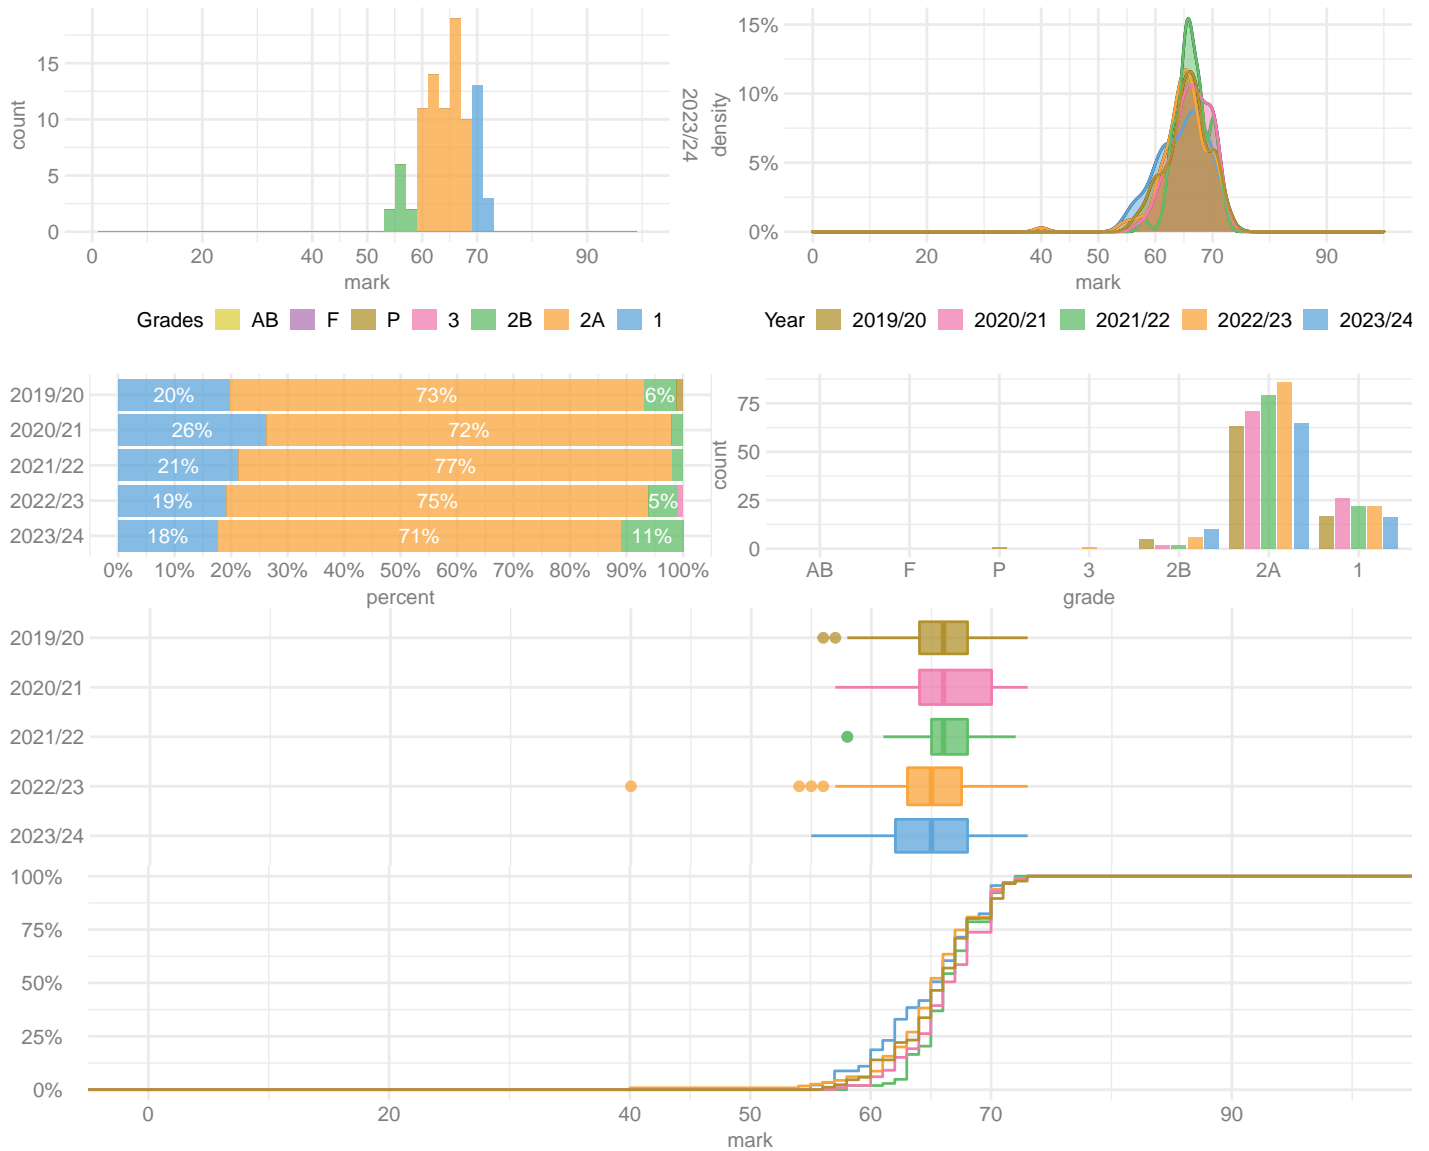 15
10
5
0
count
0 20 40 50 60 70 90
mark
2023/24
15%
10%
5%
0%
density
0 20 40 50 60 70 90
mark
Grades AB F P 3 2B 2A 1
Year 2019/20 2020/21 2021/22 2022/23 2023/24
2019/20 20% 73% 6%
2020/21 26% 72%
2021/22 21% 77%
2022/23 19% 75% 5%
2023/24 18% 71% 11%
0% 10% 20% 30% 40% 50% 60% 70% 80% 90% 100%
percent
75
50
25
0
count
AB F P 3 2B 2A 1
grade
2019/20
2020/21
2021/22
2022/23
2023/24
100%
75%
50%
25%
0%
0 20 40 50 60 70 90
mark